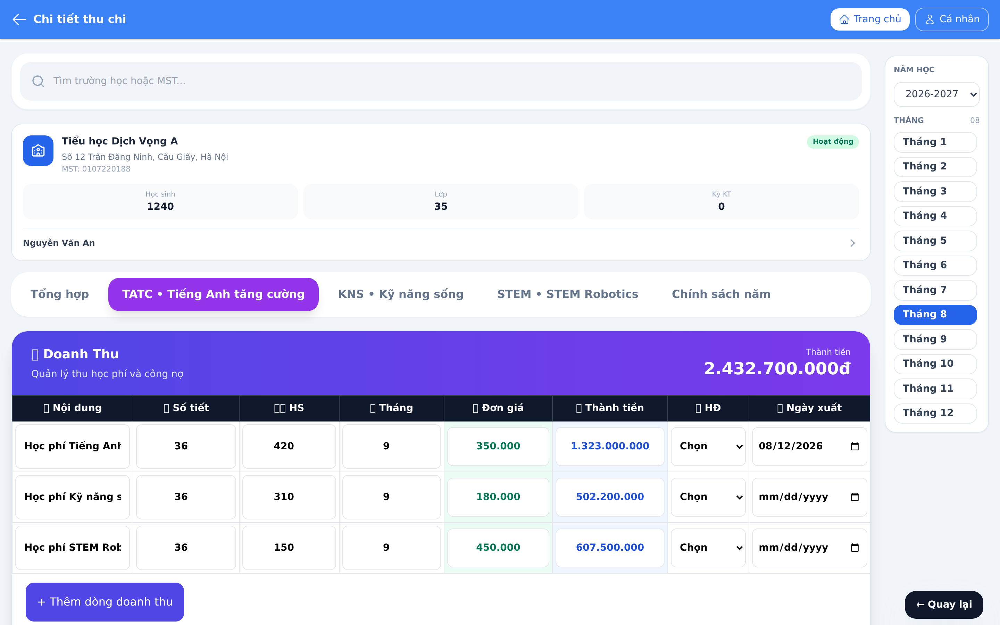 Chi tiết thu chi
Trang chủ
Cá nhân
Tìm trường học hoặc MST...
Tiểu học Dịch Vọng A
Hoạt động
Số 12 Trần Đăng Ninh, Cầu Giấy, Hà Nội
MST: 0107220188
Học sinh
1240
Lớp
35
Kỳ KT
0
Nguyễn Văn An
Tổng hợp
TATC • Tiếng Anh tăng cường
KNS • Kỹ năng sống
STEM • STEM Robotics
Chính sách năm
Doanh Thu
Quản lý thu học phí và công nợ
Thành tiền
2.432.700.000đ
Nội dung Số tiết HS Tháng Đơn giá Thành tiền HĐ Ngày xuất
Học phí Tiếng Anh 36 420 9 350.000 1.323.000.000 Chọn 08/12/2026
Học phí Kỹ năng s 36 310 9 180.000 502.200.000 Chọn mm/dd/yyyy
Học phí STEM Rob 36 150 9 450.000 607.500.000 Chọn mm/dd/yyyy
+ Thêm dòng doanh thu
NĂM HỌC
2026-2027
THÁNG 08
Tháng 1
Tháng 2
Tháng 3
Tháng 4
Tháng 5
Tháng 6
Tháng 7
Tháng 8
Tháng 9
Tháng 10
Tháng 11
Tháng 12
← Quay lại